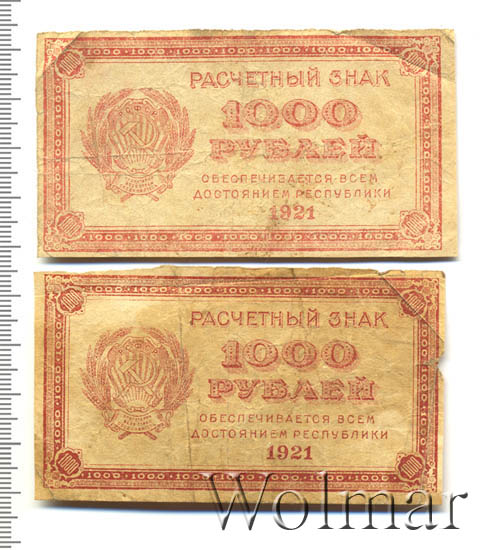 РАСЧЕТНЫЙ ЗНАК
1000
РУБЛЕЙ
ОБЕСПЕЧИВАЕТСЯ ВСЕМ
ДОСТОЯНИЕМ РЕСПУБЛИКИ
1921
РАСЧЕТНЫЙ ЗНАК
1000
РУБЛЕЙ
ОБЕСПЕЧИВАЕТСЯ ВСЕМ
ДОСТОЯНИЕМ РЕСПУБЛИКИ
1921
Wolmar